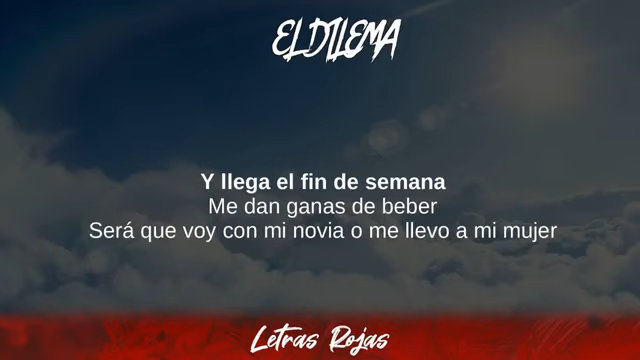 EL DILEMA
Y llega el fin de semana
Me dan ganas de beber
Será que voy con mi novia o me llevo a mi mujer
Letras Rojas